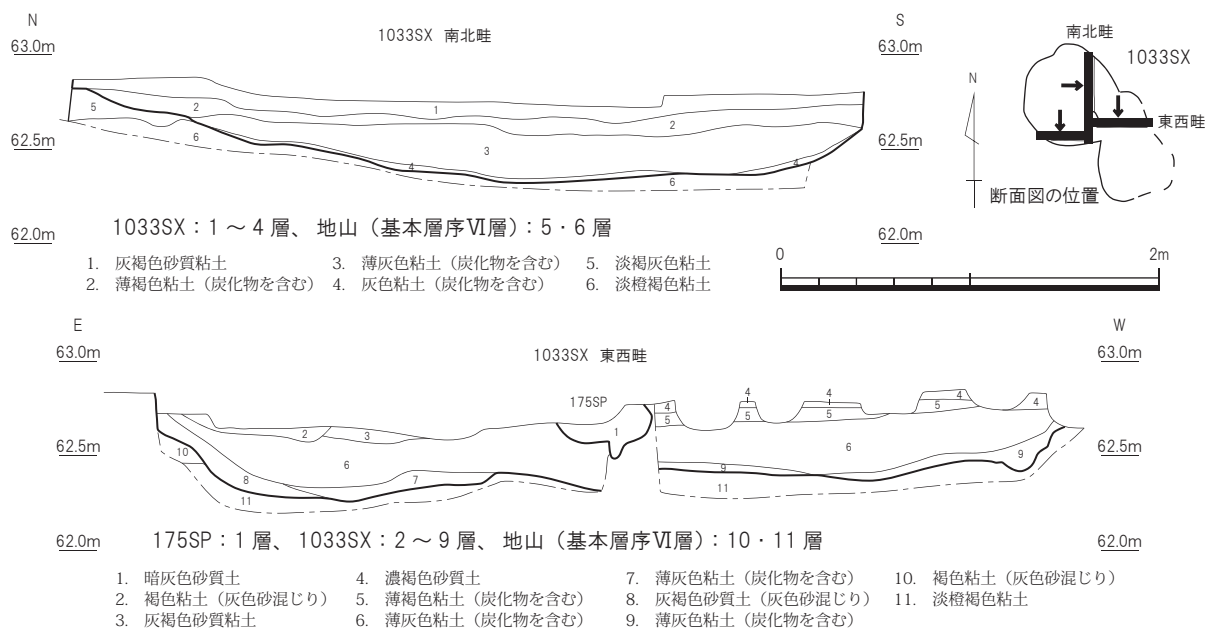 N
S
63.0m
63.0m
1033SX 南北畦
62.5m
62.5m
62.0m
62.0m
1
2
2
3
4
4
5
6
6
南北畦
1033SX
N
東西畦
断面図の位置
1033SX：1～4層、地山（基本層序Ⅵ層）：5・6層
1. 灰褐色砂質粘土
2. 薄褐色粘土（炭化物を含む）
3. 薄灰色粘土（炭化物を含む）
4. 灰色粘土（炭化物を含む）
5. 淡褐灰色粘土
6. 淡橙褐色粘土
0
2m
E
W
63.0m
63.0m
1033SX 東西畦
175SP
62.5m
62.5m
62.0m
62.0m
1
2
3
4
4
4
4
4
5
5
5
5
6
6
7
8
9
9
10
11
11
175SP：1層、1033SX：2～9層、地山（基本層序Ⅵ層）：10・11層
1. 暗灰色砂質土
2. 褐色粘土（灰色砂混じり）
3. 灰褐色砂質粘土
4. 濃褐色砂質土
5. 薄褐色粘土（炭化物を含む）
6. 薄灰色粘土（炭化物を含む）
7. 薄灰色粘土（炭化物を含む）
8. 灰褐色砂質土（灰色砂混じり）
9. 薄灰色粘土（炭化物を含む）
10. 褐色粘土（灰色砂混じり）
11. 淡橙褐色粘土